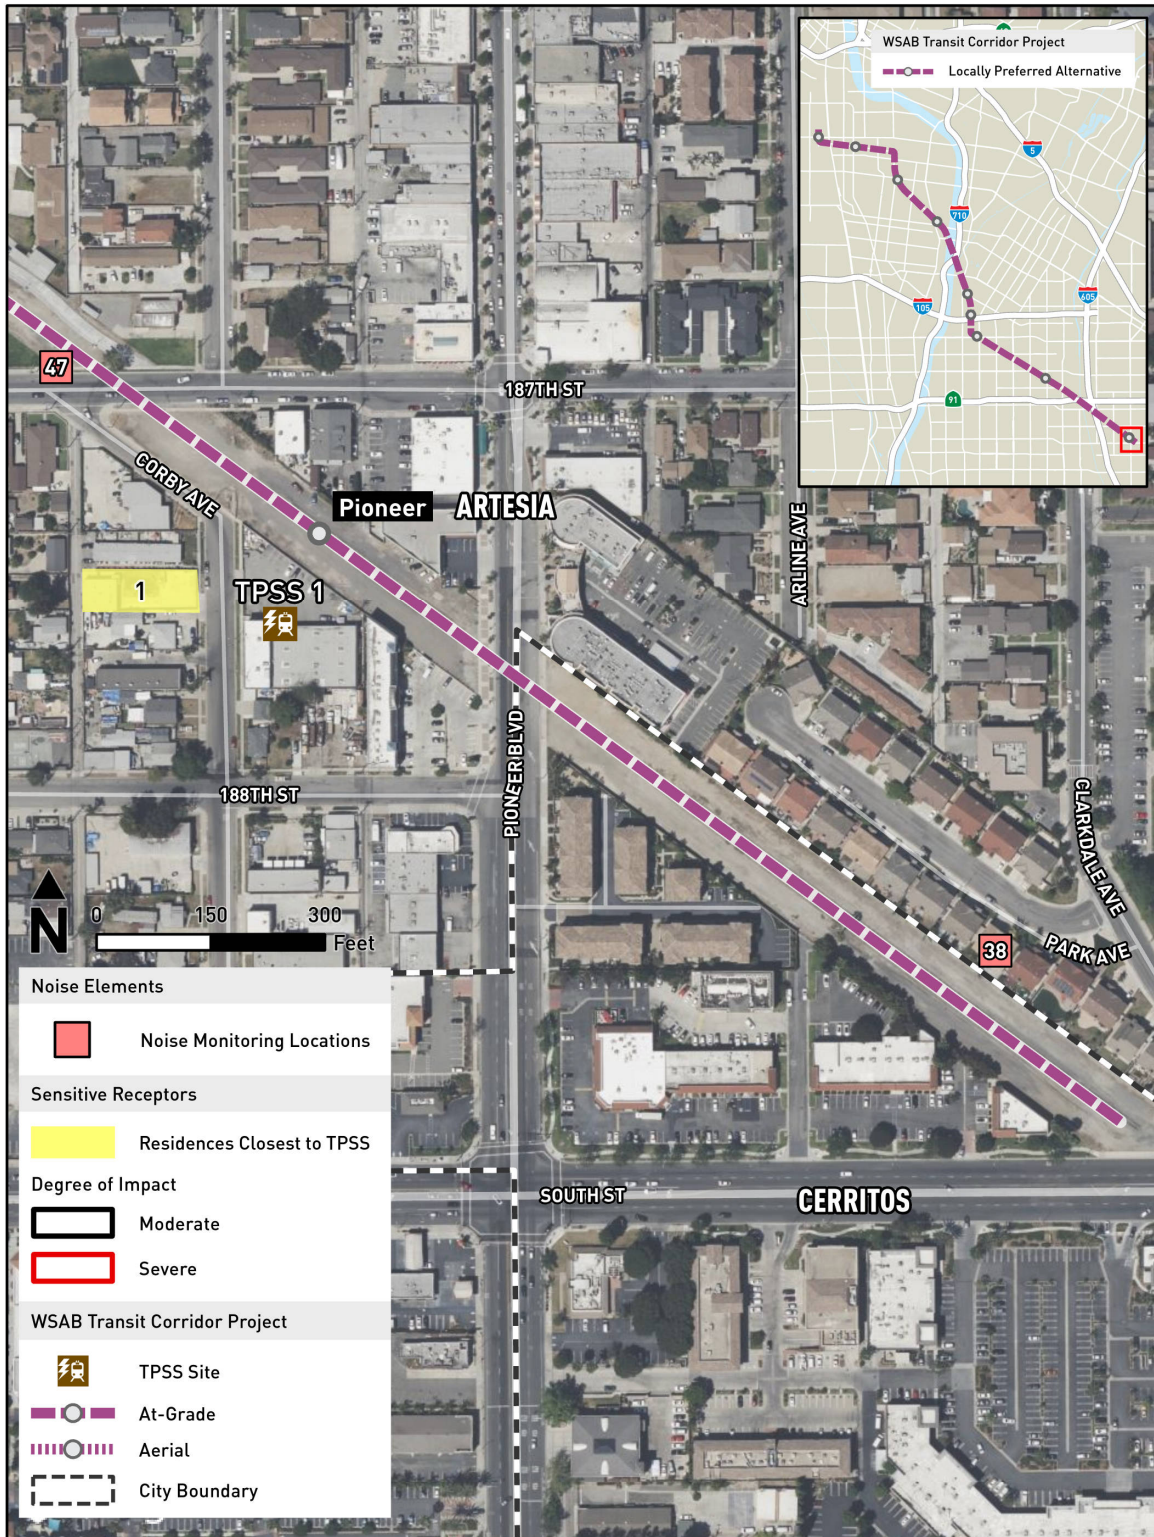 WSAB Transit Corridor Project
Locally Preferred Alternative
5
710
105
605
91
47
187TH ST
CORBY AVE
Pioneer
ARTESIA
ARLINE AVE
1
TPSS 1
PIONEER BLVD
188TH ST
CLARKDALE AVE
PARK AVE
38
N
0 150 300
Feet
SOUTH ST
CERRITOS
Noise Elements
Noise Monitoring Locations
Sensitive Receptors
Residences Closest to TPSS
Degree of Impact
Moderate
Severe
WSAB Transit Corridor Project
TPSS Site
At-Grade
Aerial
City Boundary